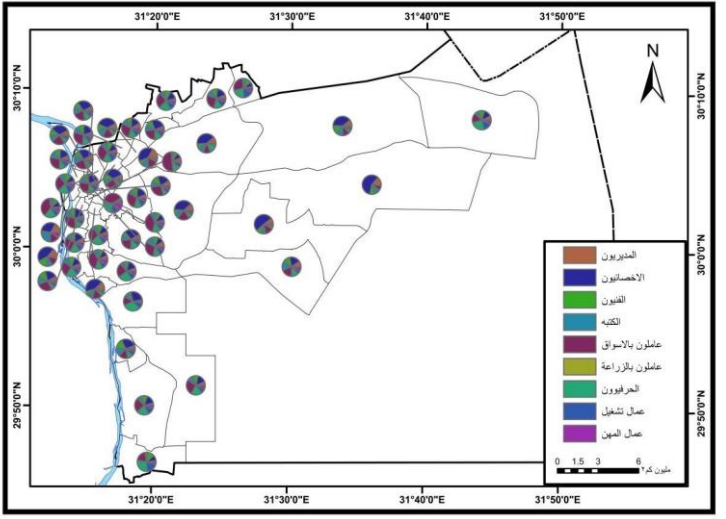 31°20'0"E 31°30'0"E 31°40'0"E 31°50'0"E
N
30°10'0"N
30°10'0"N
30°0'0"N
30°0'0"N
29°50'0"N
29°50'0"N
المديريون
الاخصائيون
الفنيون
الكتبه
عاملون بالاسواق
عاملون بالزراعة
الحرفيوون
عمال تشغيل
عمال المهن
0 1.5 3 6
مليون كم٢
31°20'0"E 31°30'0"E 31°40'0"E 31°50'0"E